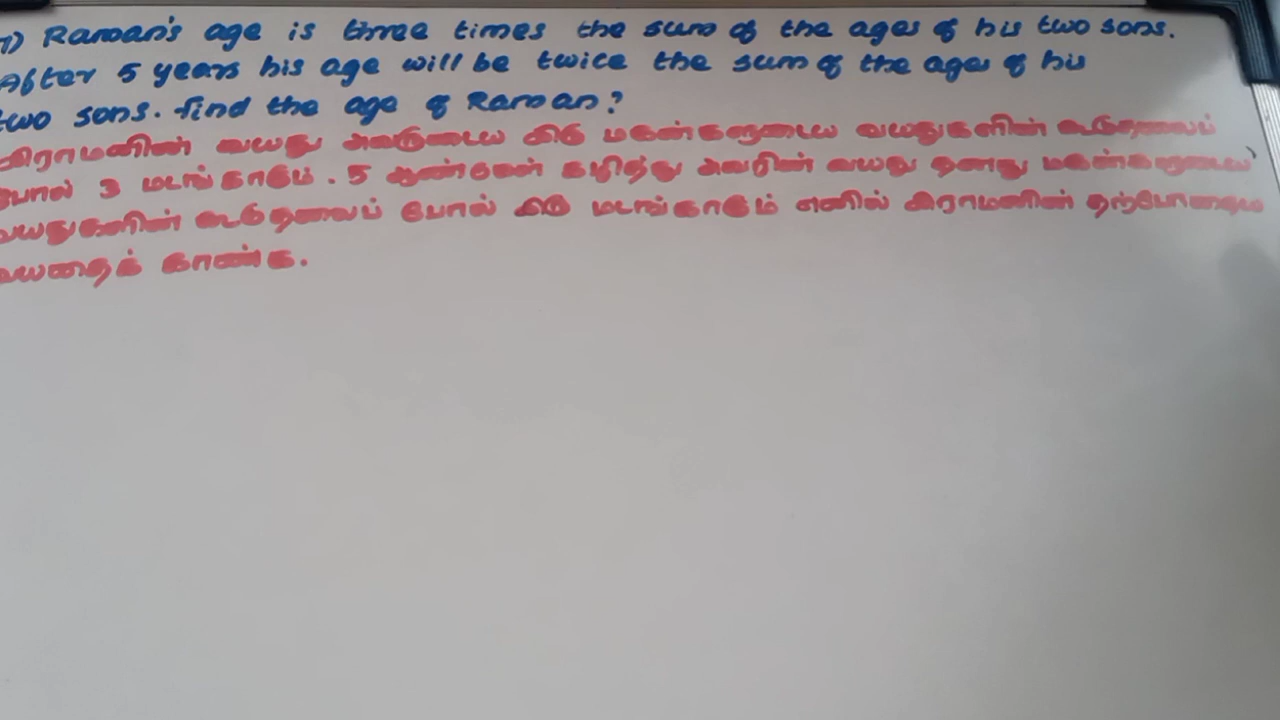 1) Raman's age is three times the sum of the ages of his two sons.
After 5 years his age will be twice the sum of the ages of his
two sons. find the age of Raman?
இராமனின் வயது அவருடைய இரு மகன்களுடைய வயதுகளின் கூடுதலைப்
போல் 3 மடங்காகும். 5 ஆண்டுகள் கழித்து அவரின் வயது தனது மகன்களுடைய
வயதுகளின் கூடுதலைப் போல் இரு மடங்காகும் எனில் இராமனின் தற்போதைய
வயதைக் காண்க.